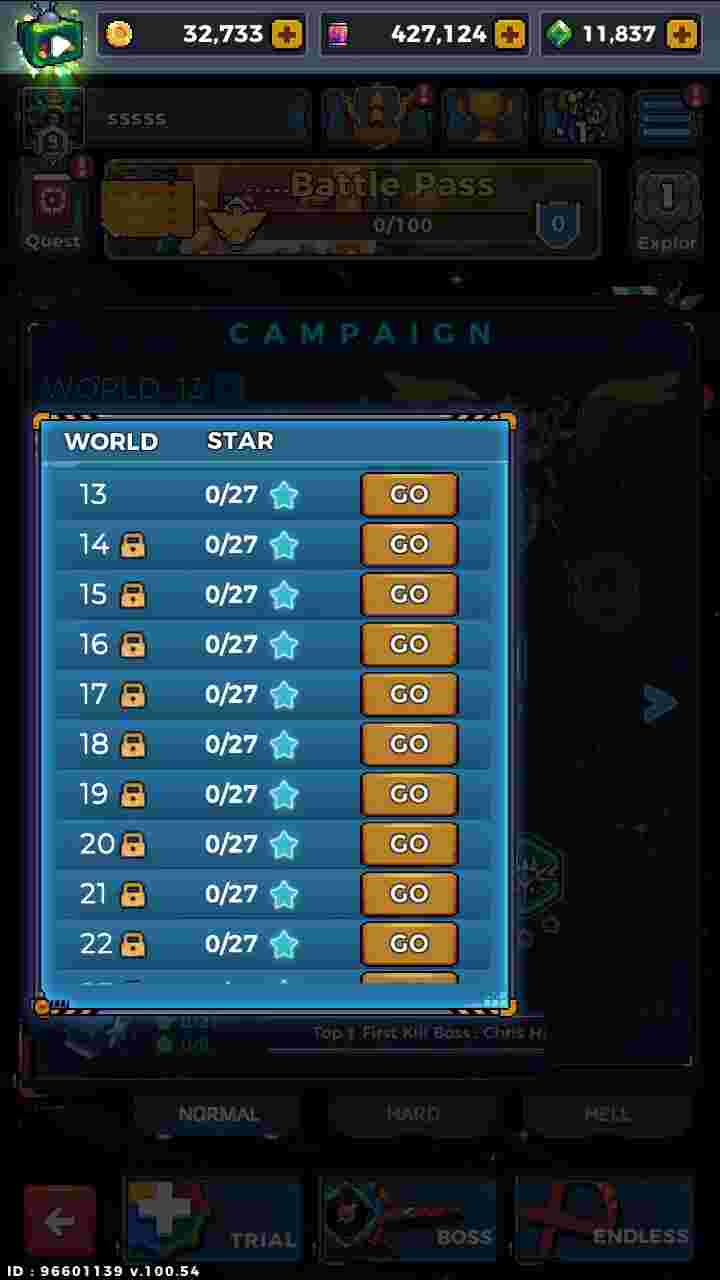 32,733
427,124
11,837
19
sssss
1
Battle Pass
0/100
0
Quest
1
Explor
CAMPAIGN
WORLD 13
WORLD STAR
13 0/27 GO
14 0/27 GO
15 0/27 GO
16 0/27 GO
17 0/27 GO
18 0/27 GO
19 0/27 GO
20 0/27 GO
21 0/27 GO
22 0/27 GO
Top 1 First Kill Boss : Chris
NORMAL HARD HELL
TRIAL BOSS ENDLESS
ID : 96601139 v.100.54